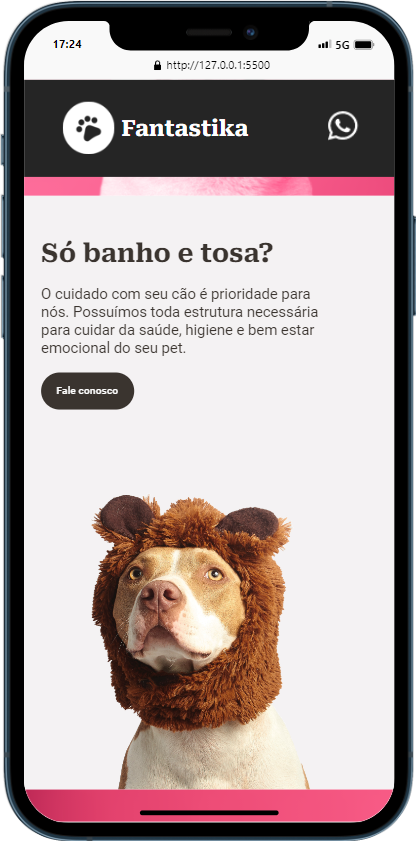 17:24
5G
http://127.0.0.1:5500
Fantastika
Só banho e tosa?
O cuidado com seu cão é prioridade para
nós. Possuímos toda estrutura necessária
para cuidar da saúde, higiene e bem estar
emocional do seu pet.
Fale conosco